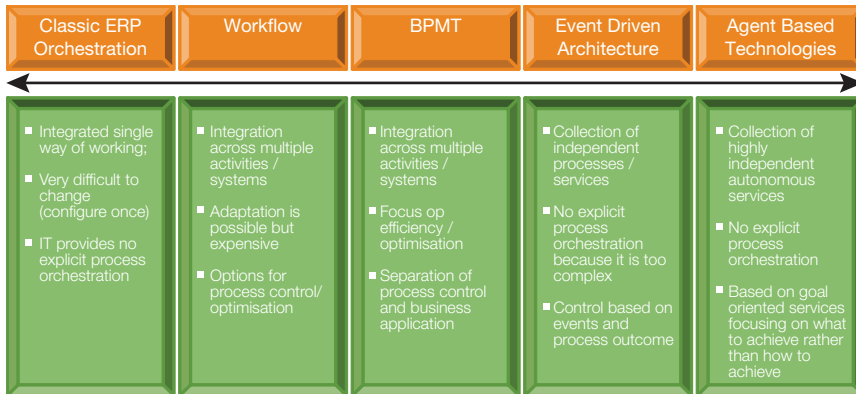 Classic ERP
Orchestration
Workflow
BPMT
Event Driven
Architecture
Agent Based
Technologies
Integrated single
way of working;
Very difficult to
change
(configure once)
IT provides no
explicit process
orchestration
Integration
across multiple
activities /
systems
Adaptation is
possible but
expensive
Options for
process control/
optimisation
Integration
across multiple
activities /
systems
Focus op
efficiency /
optimisation
Separation of
process control
and business
application
Collection of
independent
processes /
services
No explicit
process
orchestration
because it is too
complex
Control based on
events and
process outcome
Collection of
highly
independent
autonomous
services
No explicit
process
orchestration
Based on goal
oriented services
focusing on what
to achieve rather
than how to
achieve